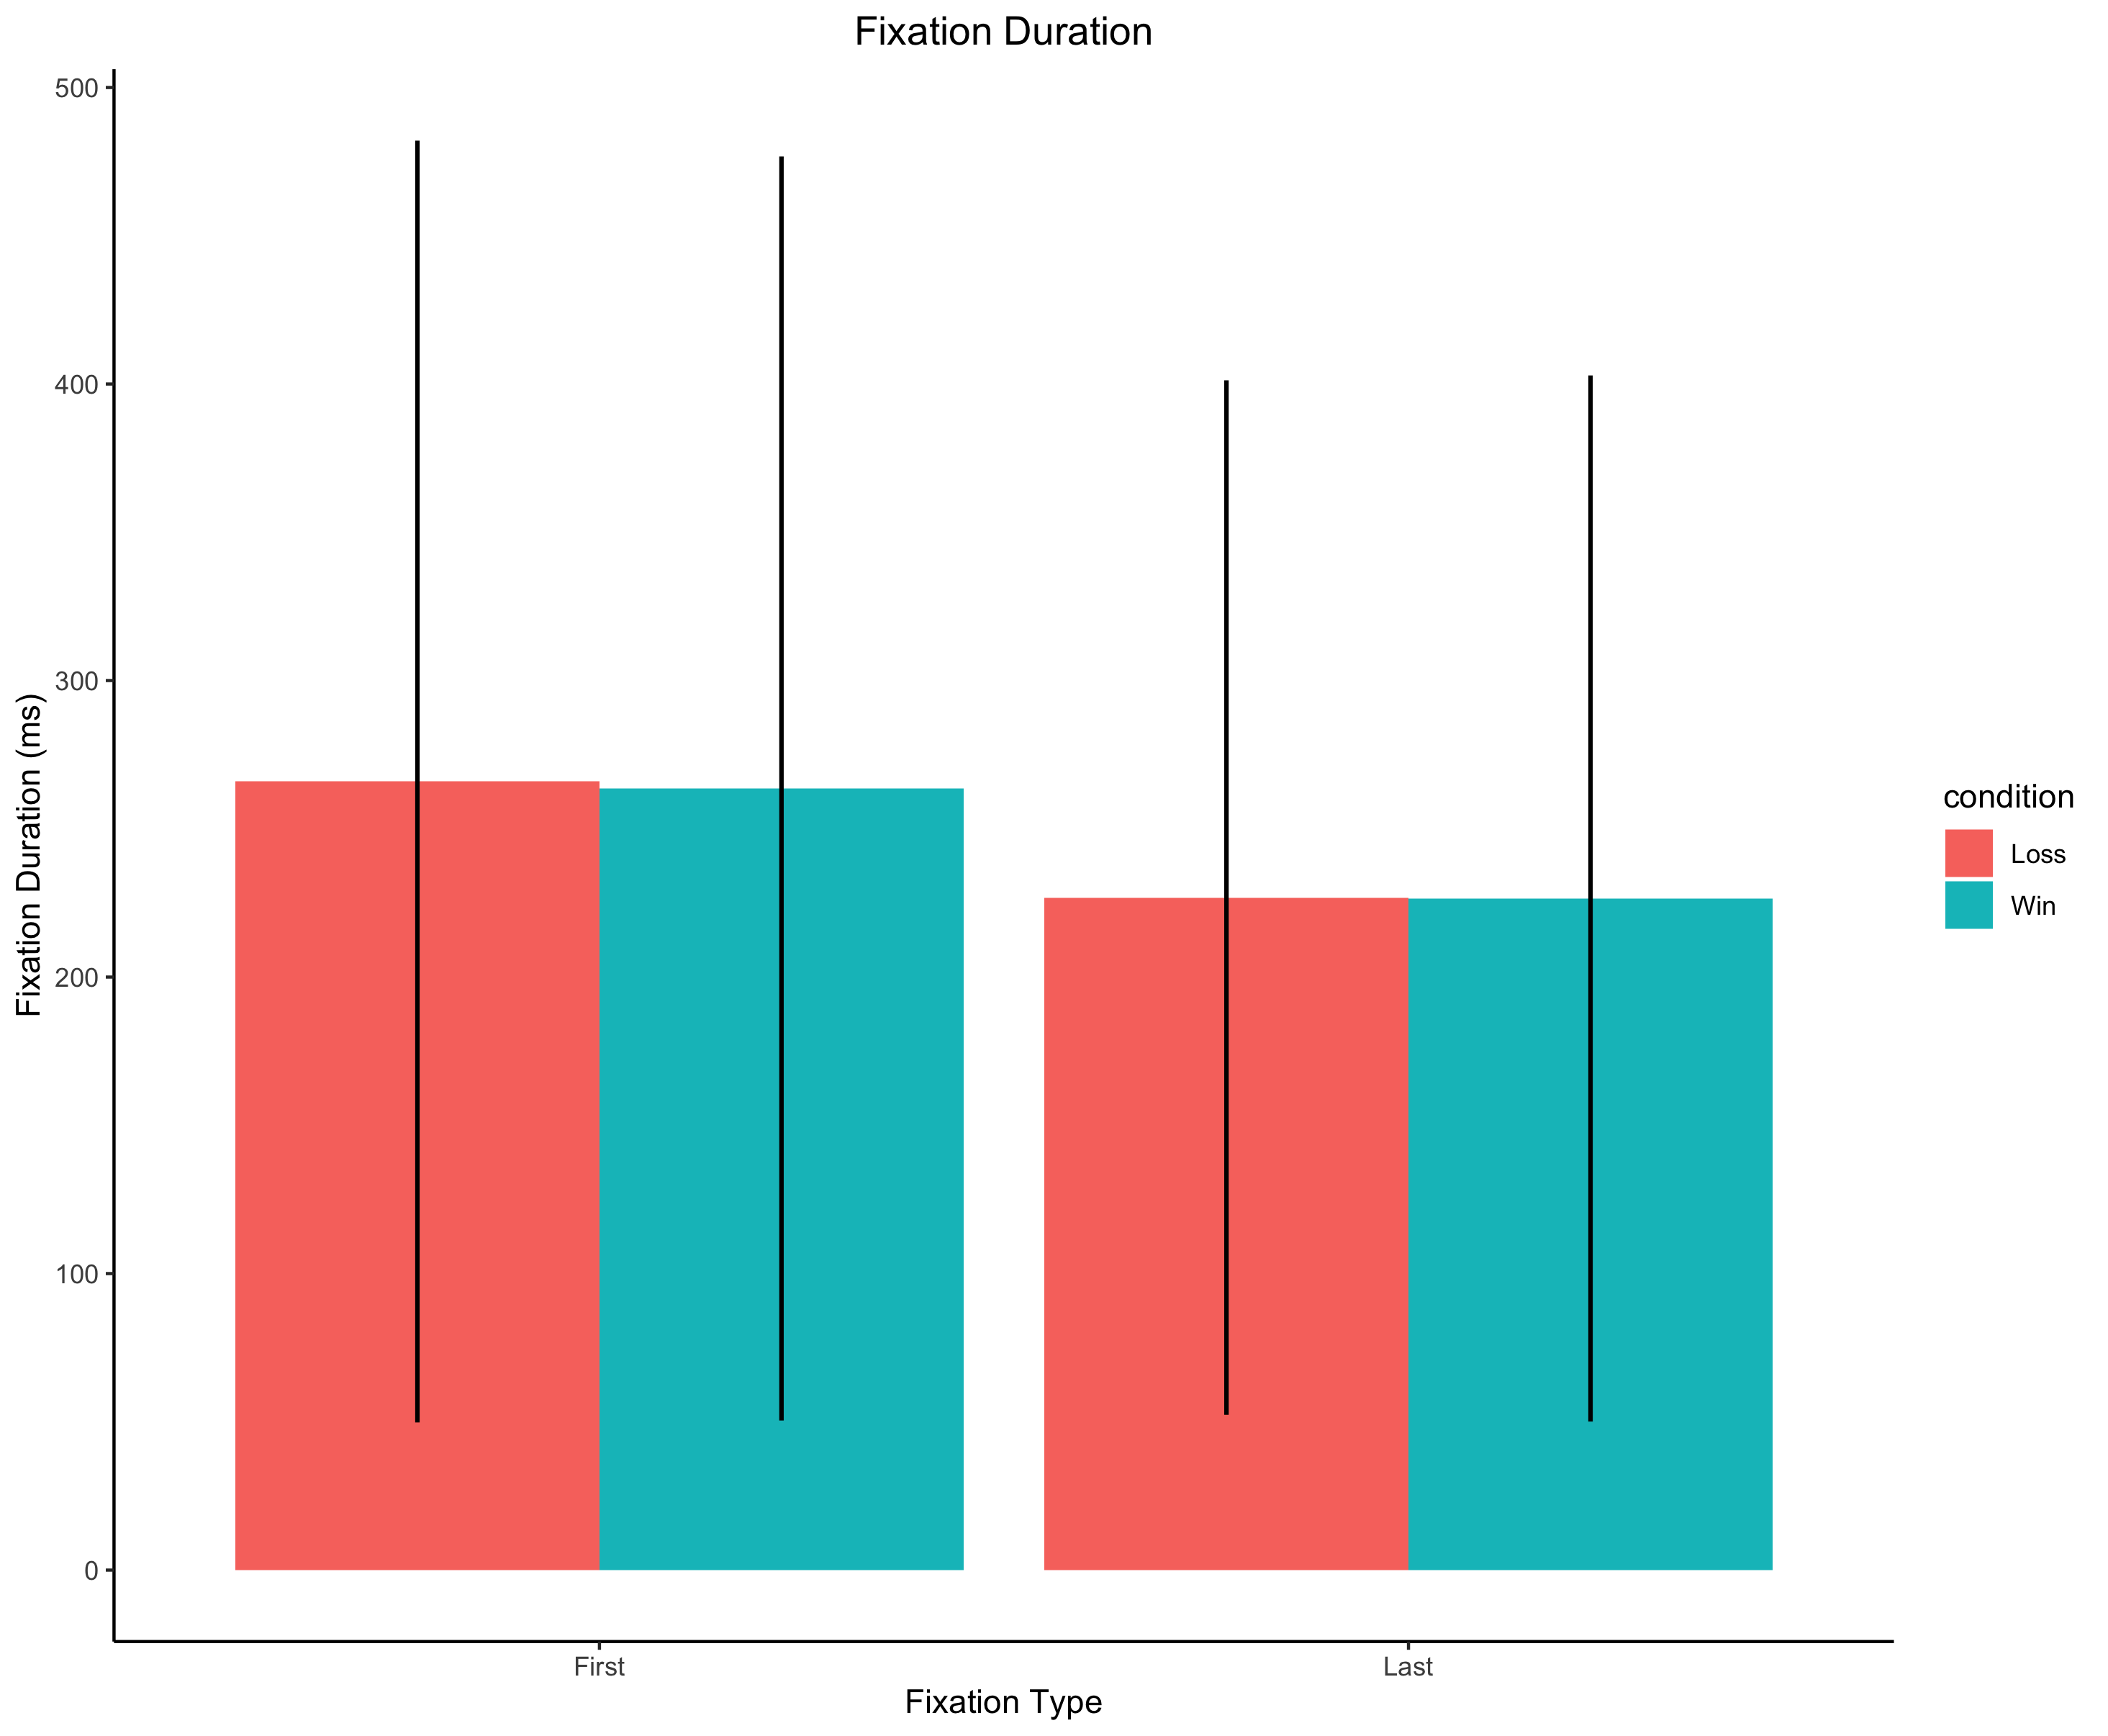 Fixation Duration
500
400
300
200
100
0
Fixation Duration (ms)
First
Last
Fixation Type
condition
Loss
Win